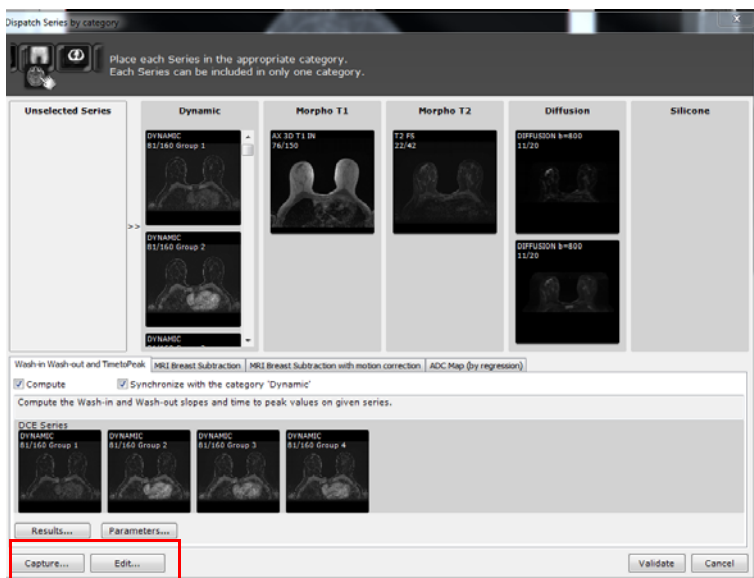 Dispatch Series by category
x
Place each Series in the appropriate category.
Each Series can be included in only one category.
Unselected Series
>>
Dynamic
DYNAMIC
81/160 Group 1
DYNAMIC
81/160 Group 2
DYNAMIC
Morpho T1
AX 3D T1 IN
76/150
Morpho T2
T2 FS
22/42
Diffusion
DIFFUSION b=800
11/20
DIFFUSION b=800
11/20
Silicone
Wash-in Wash-out and TimetoPeak
MRI Breast Subtraction
MRI Breast Subtraction with motion correction
ADC Map (by regression)
Compute
Synchronize with the category 'Dynamic'
Compute the Wash-in and Wash-out slopes and time to peak values on given series.
DCE Series
DYNAMIC
81/160 Group 1
DYNAMIC
81/160 Group 2
DYNAMIC
81/160 Group 3
DYNAMIC
81/160 Group 4
Results...
Parameters...
Capture...
Edit...
Validate
Cancel